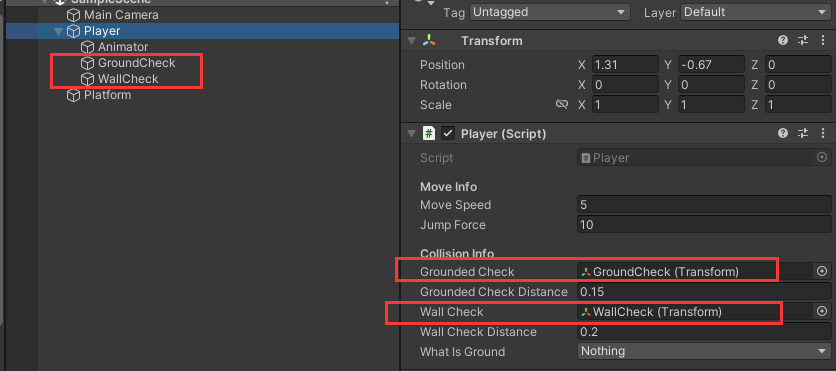 SampleScene
Main Camera
Player
Animator
GroundCheck
WallCheck
Platform
Tag Untagged Layer Default
Transform
Position X 1.31 Y -0.67 Z 0
Rotation X 0 Y 0 Z 0
Scale X 1 Y 1 Z 1
# Player (Script)
Script # Player
Move Info
Move Speed 5
Jump Force 10
Collision Info
Grounded Check GroundCheck (Transform)
Grounded Check Distance 0.15
Wall Check WallCheck (Transform)
Wall Check Distance 0.2
What Is Ground Nothing